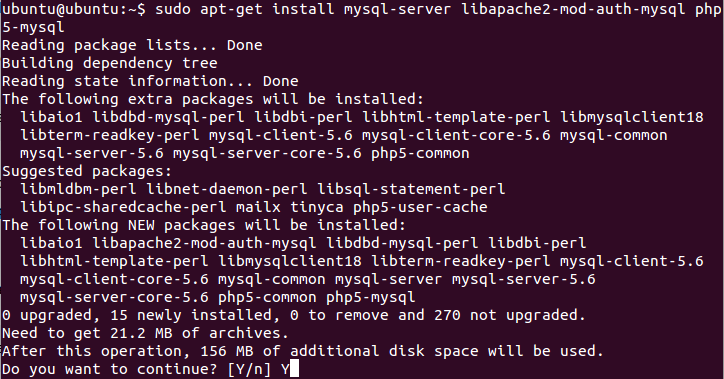 ubuntu@ubuntu:~$ sudo apt-get install mysql-server libapache2-mod-auth-mysql php
5-mysql
Reading package lists... Done
Building dependency tree
Reading state information... Done
The following extra packages will be installed:
  libaio1 libdbd-mysql-perl libdbi-perl libhtml-template-perl libmysqlclient18
  libterm-readkey-perl mysql-client-5.6 mysql-client-core-5.6 mysql-common
  mysql-server-5.6 mysql-server-core-5.6 php5-common
Suggested packages:
  libmldbm-perl libnet-daemon-perl libsql-statement-perl
  libipc-sharedcache-perl mailx tinyca php5-user-cache
The following NEW packages will be installed:
  libaio1 libapache2-mod-auth-mysql libdbd-mysql-perl libdbi-perl
  libhtml-template-perl libmysqlclient18 libterm-readkey-perl mysql-client-5.6
  mysql-client-core-5.6 mysql-common mysql-server mysql-server-5.6
  mysql-server-core-5.6 php5-common php5-mysql
0 upgraded, 15 newly installed, 0 to remove and 270 not upgraded.
Need to get 21.2 MB of archives.
After this operation, 156 MB of additional disk space will be used.
Do you want to continue? [Y/n] Y